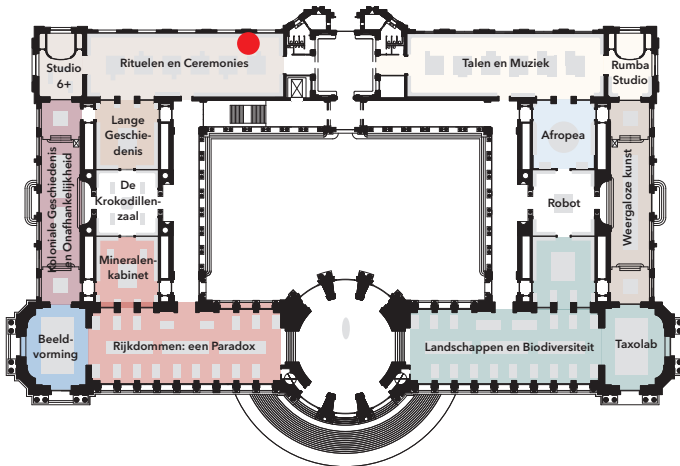 Studio
6+
Rituelen en Ceremonies
Talen en Muziek
Rumba
Studio
Lange
Geschie-
denis
Afropea
Koloniale Geschiedenis
en Onafhankelijkheid
De
Krokodillen-
zaal
Robot
Weergaloze kunst
Mineralen-
kabinet
Beeld-
vorming
Rijkdommen: een Paradox
Landschappen en Biodiversiteit
Taxolab